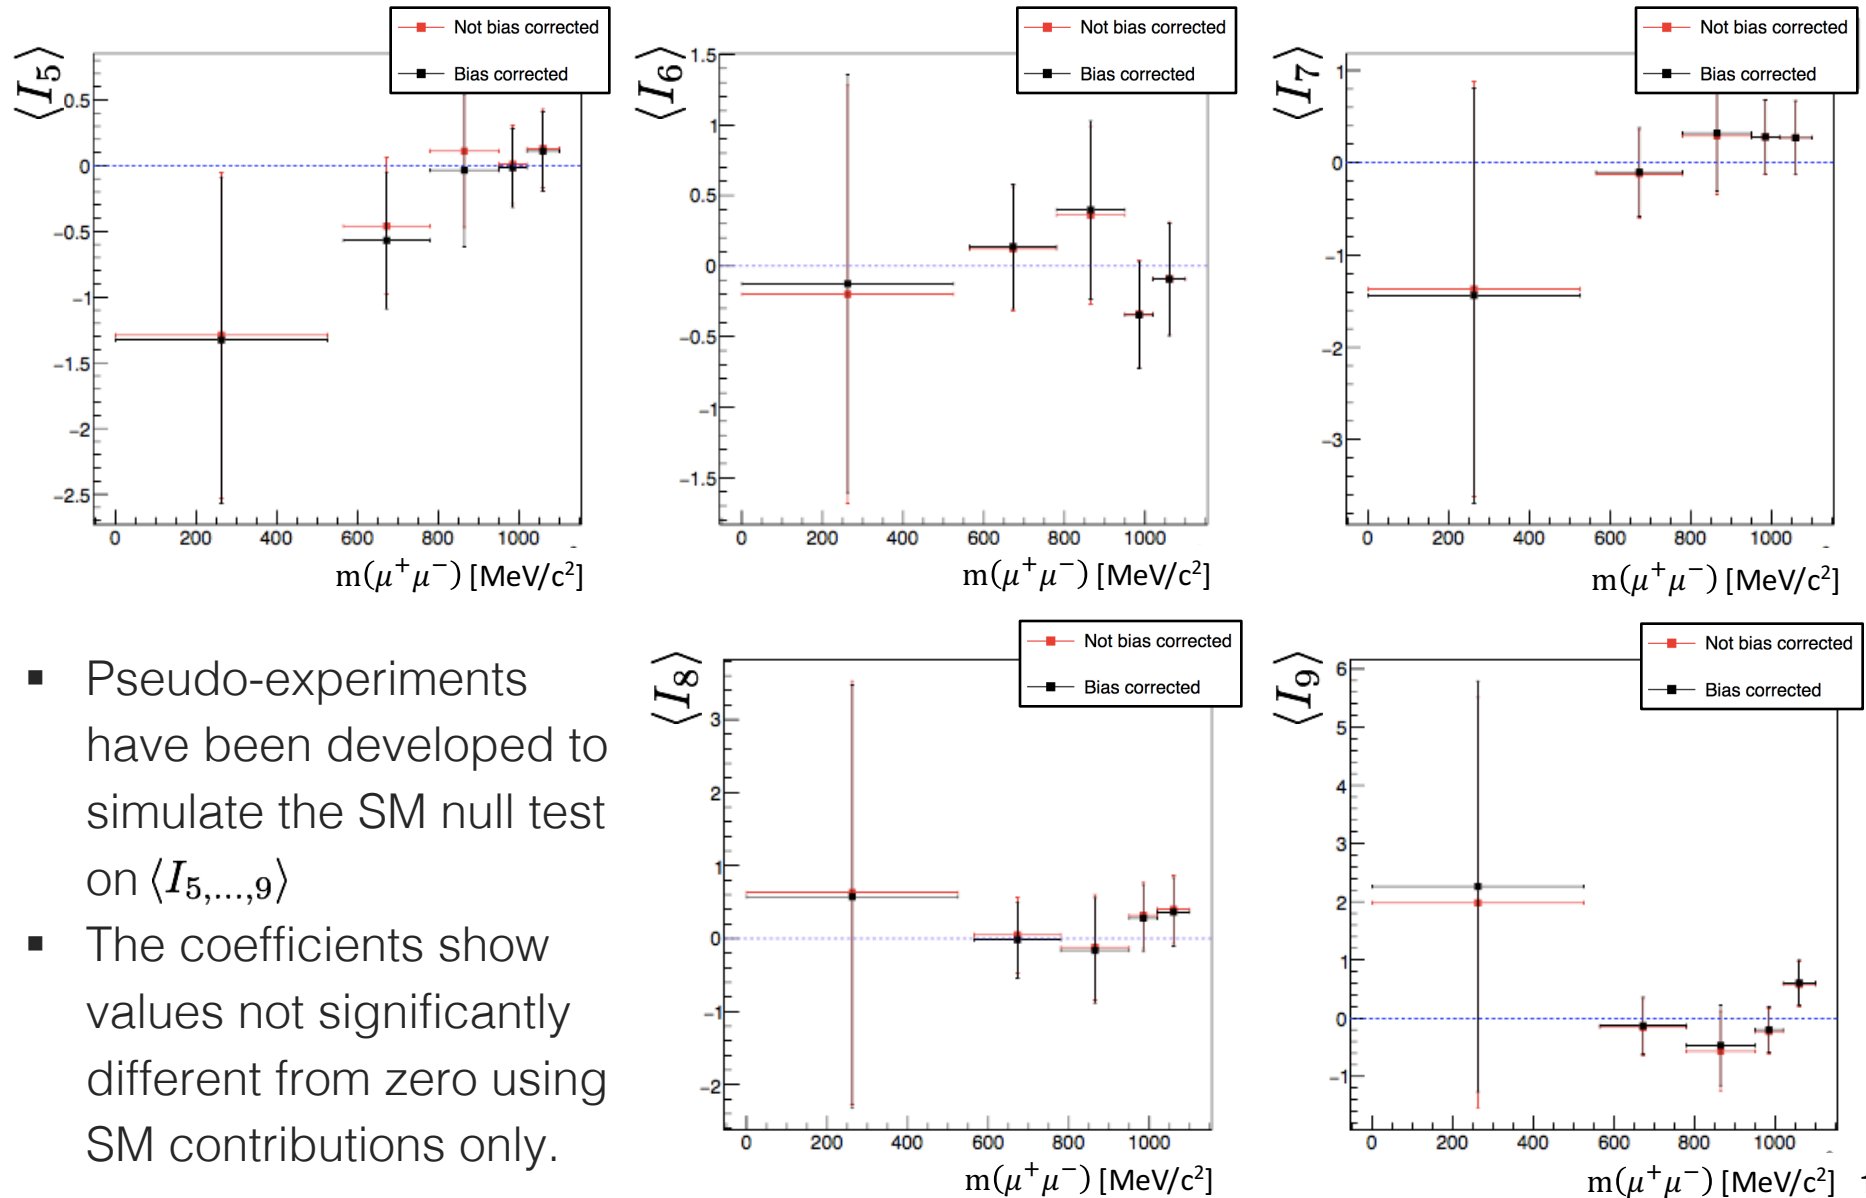 Not bias corrected
Bias corrected
⟨I5⟩
0.5
0
−0.5
−1
−1.5
−2
−2.5
0 200 400 600 800 1000
m(μ+μ−) [MeV/c2]
Not bias corrected
Bias corrected
⟨I6⟩
1.5
1
0.5
0
−0.5
−1
−1.5
0 200 400 600 800 1000
m(μ+μ−) [MeV/c2]
Not bias corrected
Bias corrected
⟨I7⟩
1
0
−1
−2
−3
0 200 400 600 800 1000
m(μ+μ−) [MeV/c2]
▪ Pseudo-experiments
have been developed to
simulate the SM null test
on ⟨I5,...,9⟩
▪ The coefficients show
values not significantly
different from zero using
SM contributions only.
Not bias corrected
Bias corrected
⟨I8⟩
3
2
1
0
−1
−2
0 200 400 600 800 1000
m(μ+μ−) [MeV/c2]
Not bias corrected
Bias corrected
⟨I9⟩
6
5
4
3
2
1
0
−1
0 200 400 600 800 1000
m(μ+μ−) [MeV/c2]